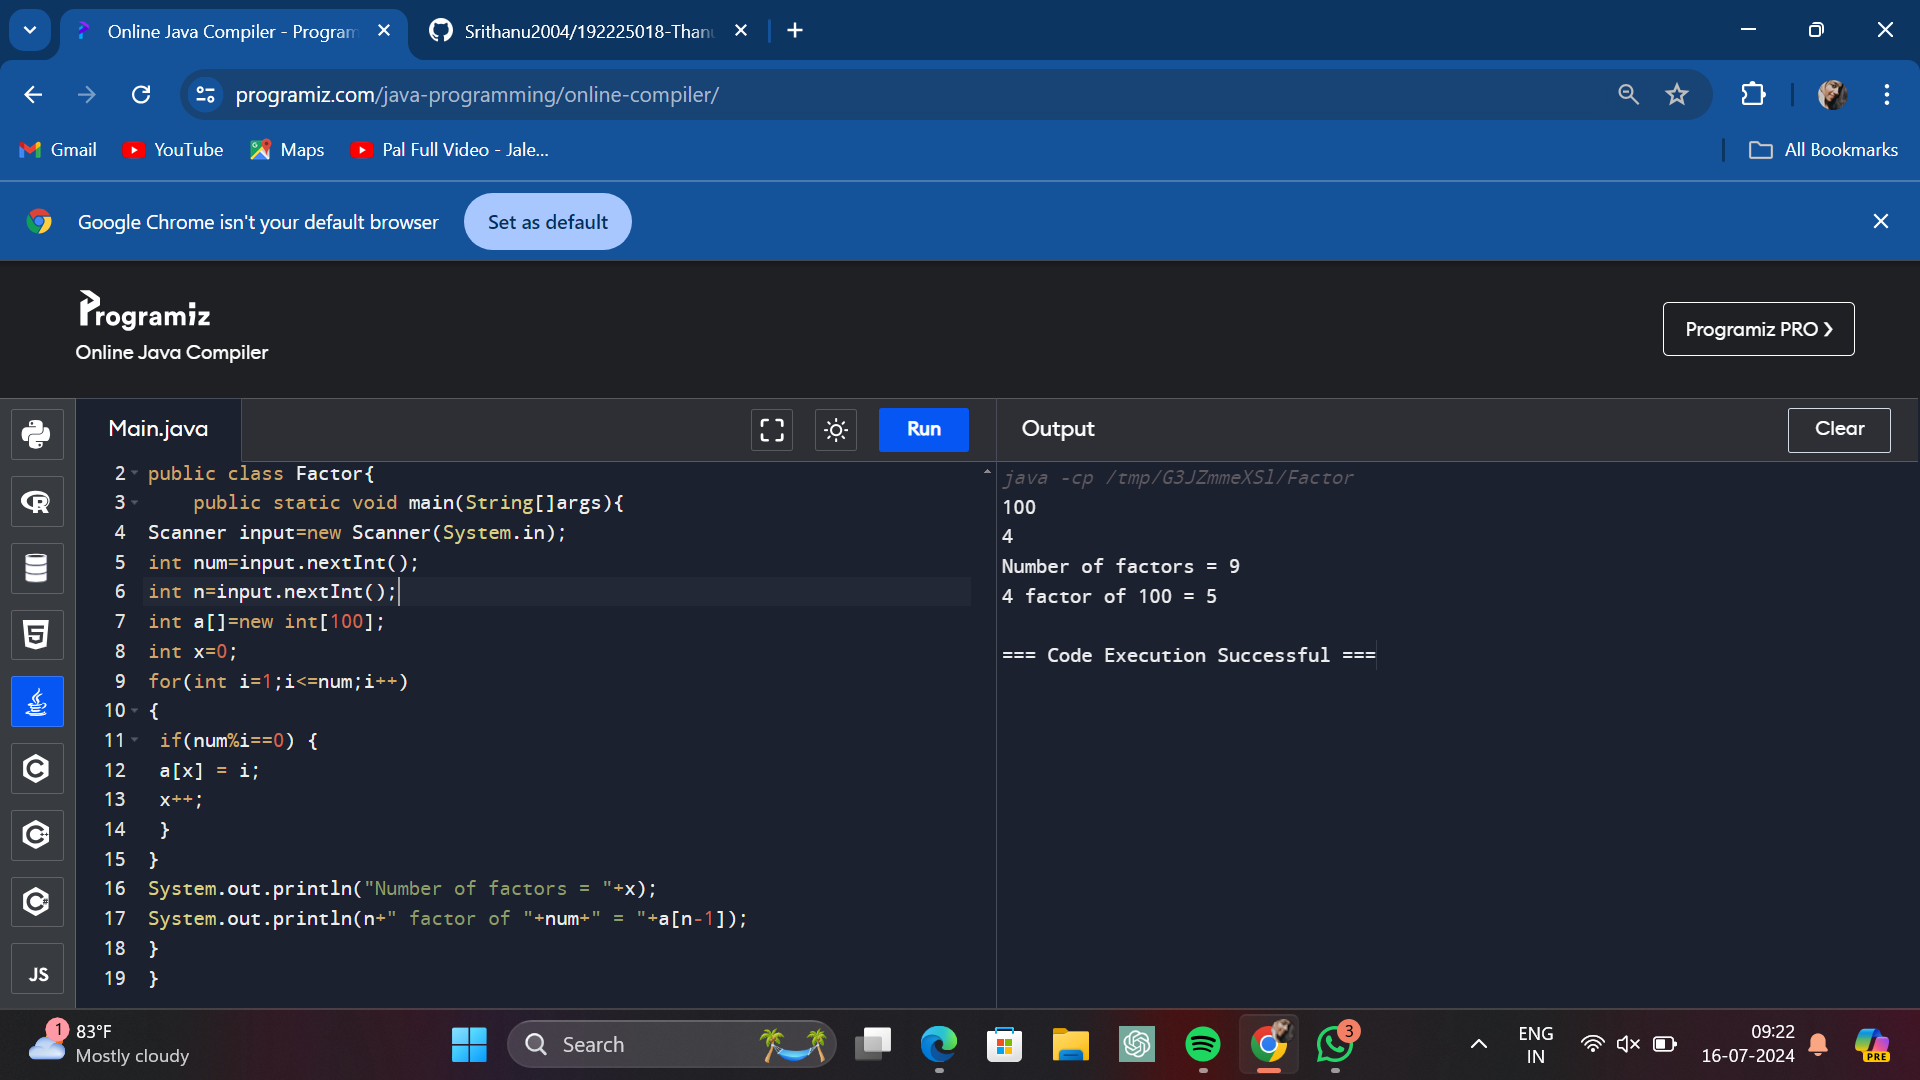 Online Java Compiler - Program
Srithanu2004/192225018-Than
programiz.com/java-programming/online-compiler/
Gmail
YouTube
Maps
Pal Full Video - Jale...
All Bookmarks
Google Chrome isn't your default browser
Set as default
Programiz
Online Java Compiler
Programiz PRO ❯
Main.java
Run
Output
Clear
2 public class Factor{
3     public static void main(String[]args){
4 Scanner input=new Scanner(System.in);
5 int num=input.nextInt();
6 int n=input.nextInt();
7 int a[]=new int[100];
8 int x=0;
9 for(int i=1;i<=num;i++)
10 {
11  if(num%i==0) {
12  a[x] = i;
13  x++;
14  }
15 }
16 System.out.println("Number of factors = "+x);
17 System.out.println(n+" factor of "+num+" = "+a[n-1]);
18 }
19 }
java -cp /tmp/G3JZmmeXSl/Factor
100
4
Number of factors = 9
4 factor of 100 = 5
=== Code Execution Successful ===
JS
1
83°F
Mostly cloudy
Search
3
ENG
IN
09:22
16-07-2024
PRE